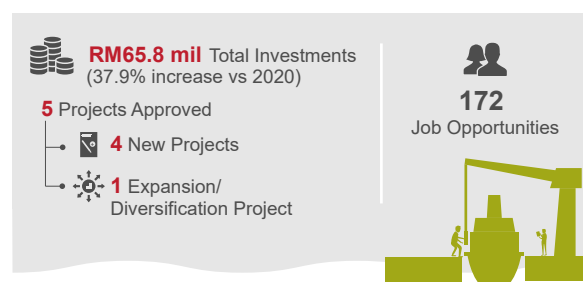 RM65.8 mil Total Investments
(37.9% increase vs 2020)
5 Projects Approved
4 New Projects
1 Expansion/
Diversification Project
172
Job Opportunities